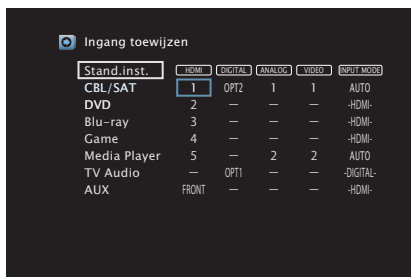 Ingang toewijzen
Stand.inst. HDMI DIGITAL ANALOG VIDEO INPUT MODE
CBL/SAT 1 OPT2 1 1 AUTO
DVD 2 — — — -HDMI-
Blu-ray 3 — — — -HDMI-
Game 4 — — — -HDMI-
Media Player 5 — 2 2 AUTO
TV Audio — OPT1 — — -DIGITAL-
AUX FRONT — — — -HDMI-